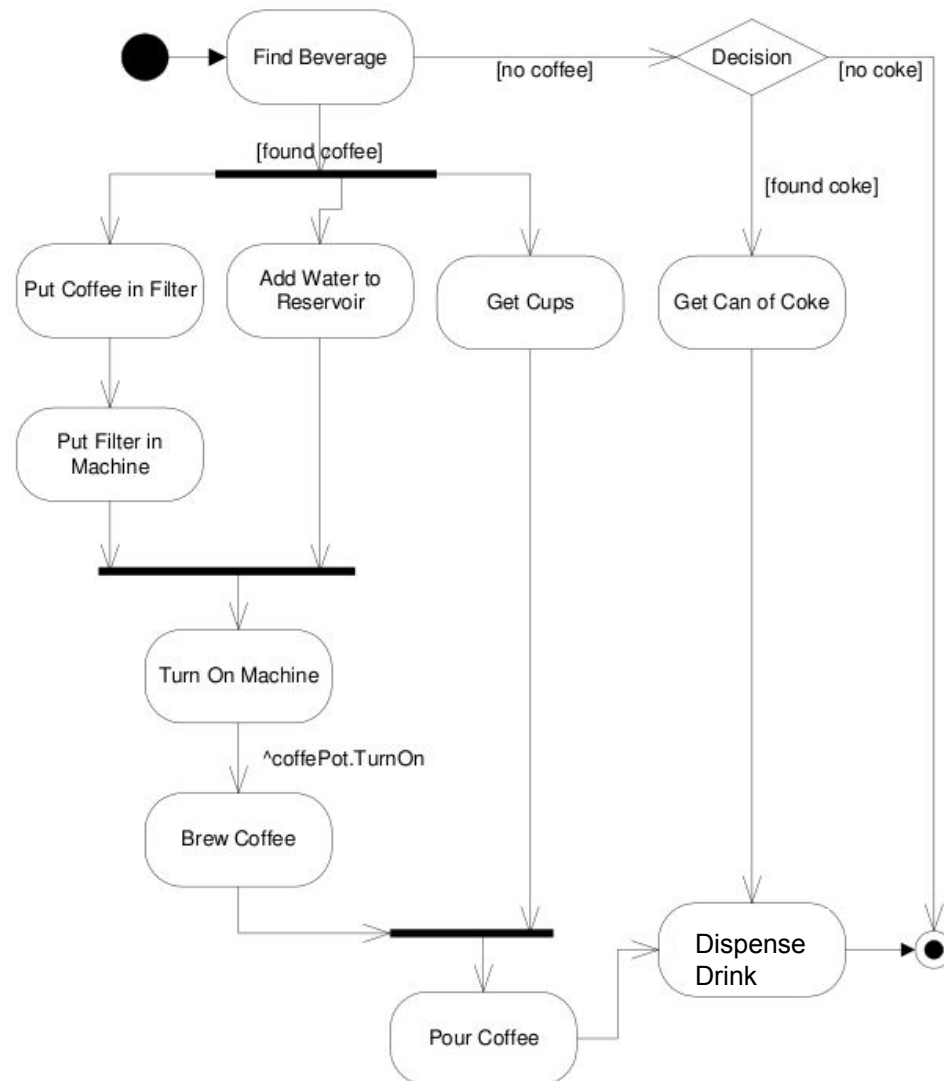 Find Beverage
[no coffee]
Decision
[no coke]
[found coffee]
[found coke]
Put Coffee in Filter
Add Water to
Reservoir
Get Cups
Get Can of Coke
Put Filter in
Machine
Turn On Machine
^coffePot.TurnOn
Brew Coffee
Dispense
Drink
Pour Coffee